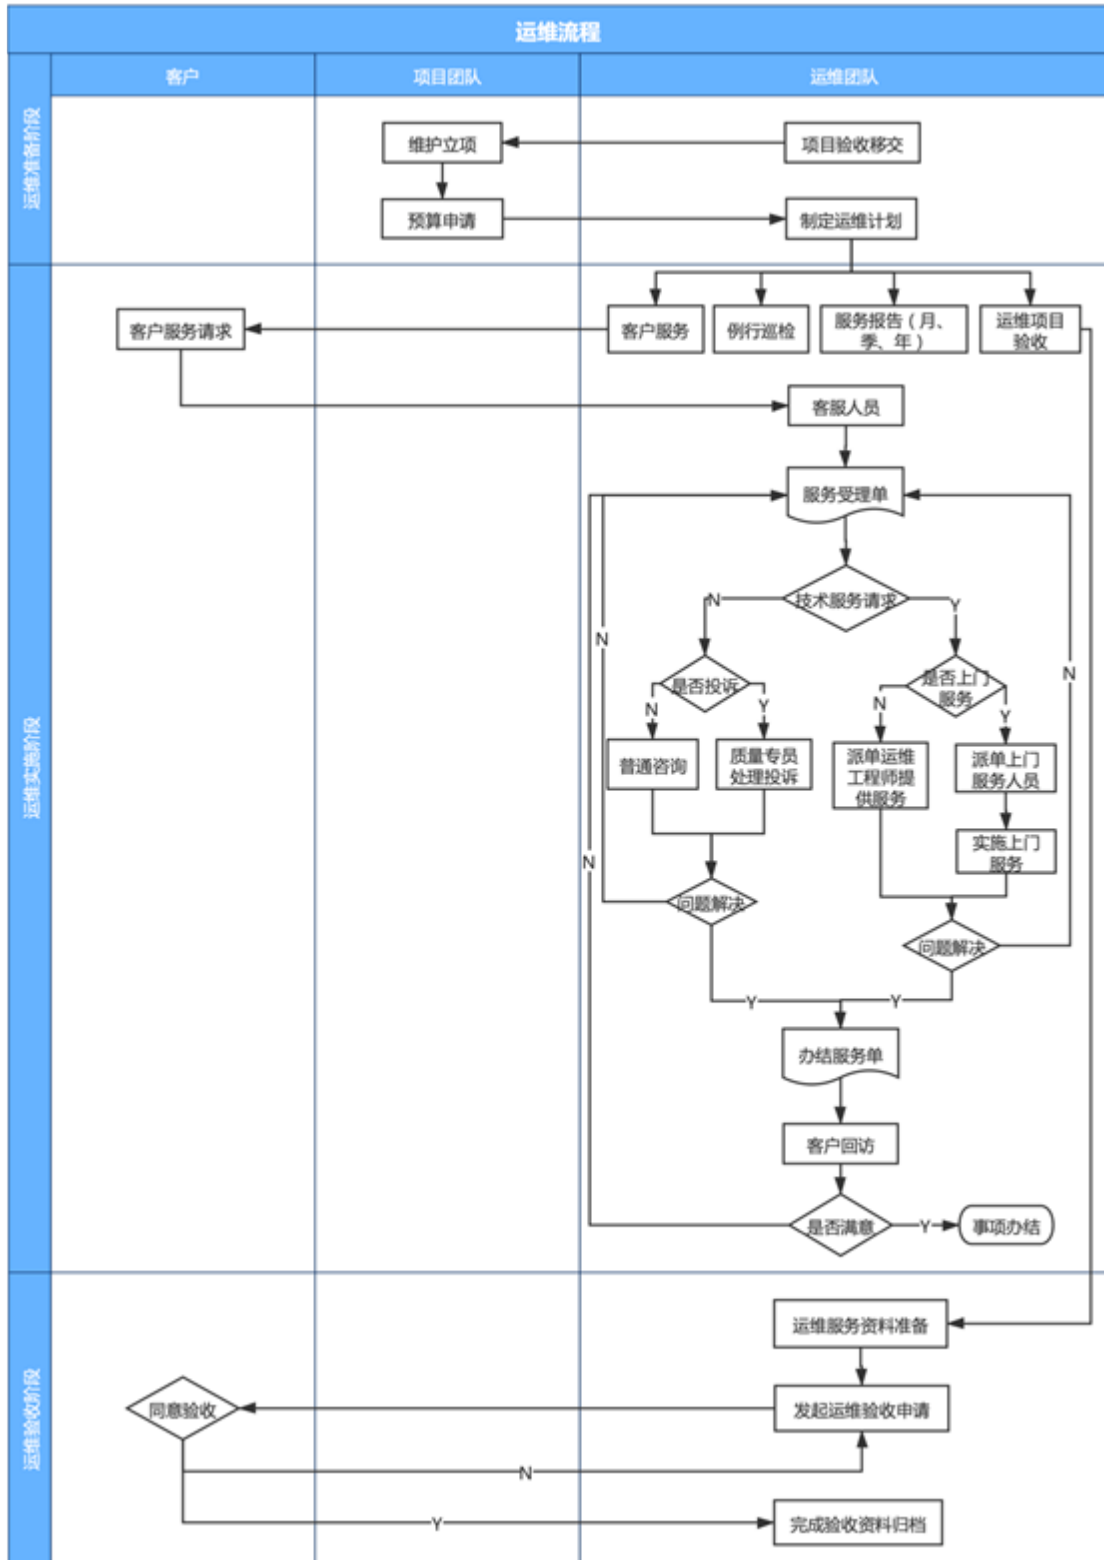 运维流程
客户
项目团队
运维团队
运维准备阶段
维护立项
项目验收移交
预算申请
制定运维计划
运维实施阶段
客户服务请求
客户服务
例行巡检
服务报告（月、
季、年）
运维项目
验收
客服人员
服务受理单
技术服务请求
N
Y
N
N
是否投诉
是否上门
服务
N
Y
N
Y
普通咨询
质量专员
处理投诉
派单运维
工程师提
供服务
派单上门
服务人员
实施上门
服务
N
问题解决
问题解决
Y
Y
办结服务单
客户回访
是否满意
Y
事项办结
运维验收阶段
运维服务资料准备
同意验收
发起运维验收申请
N
Y
完成验收资料归档